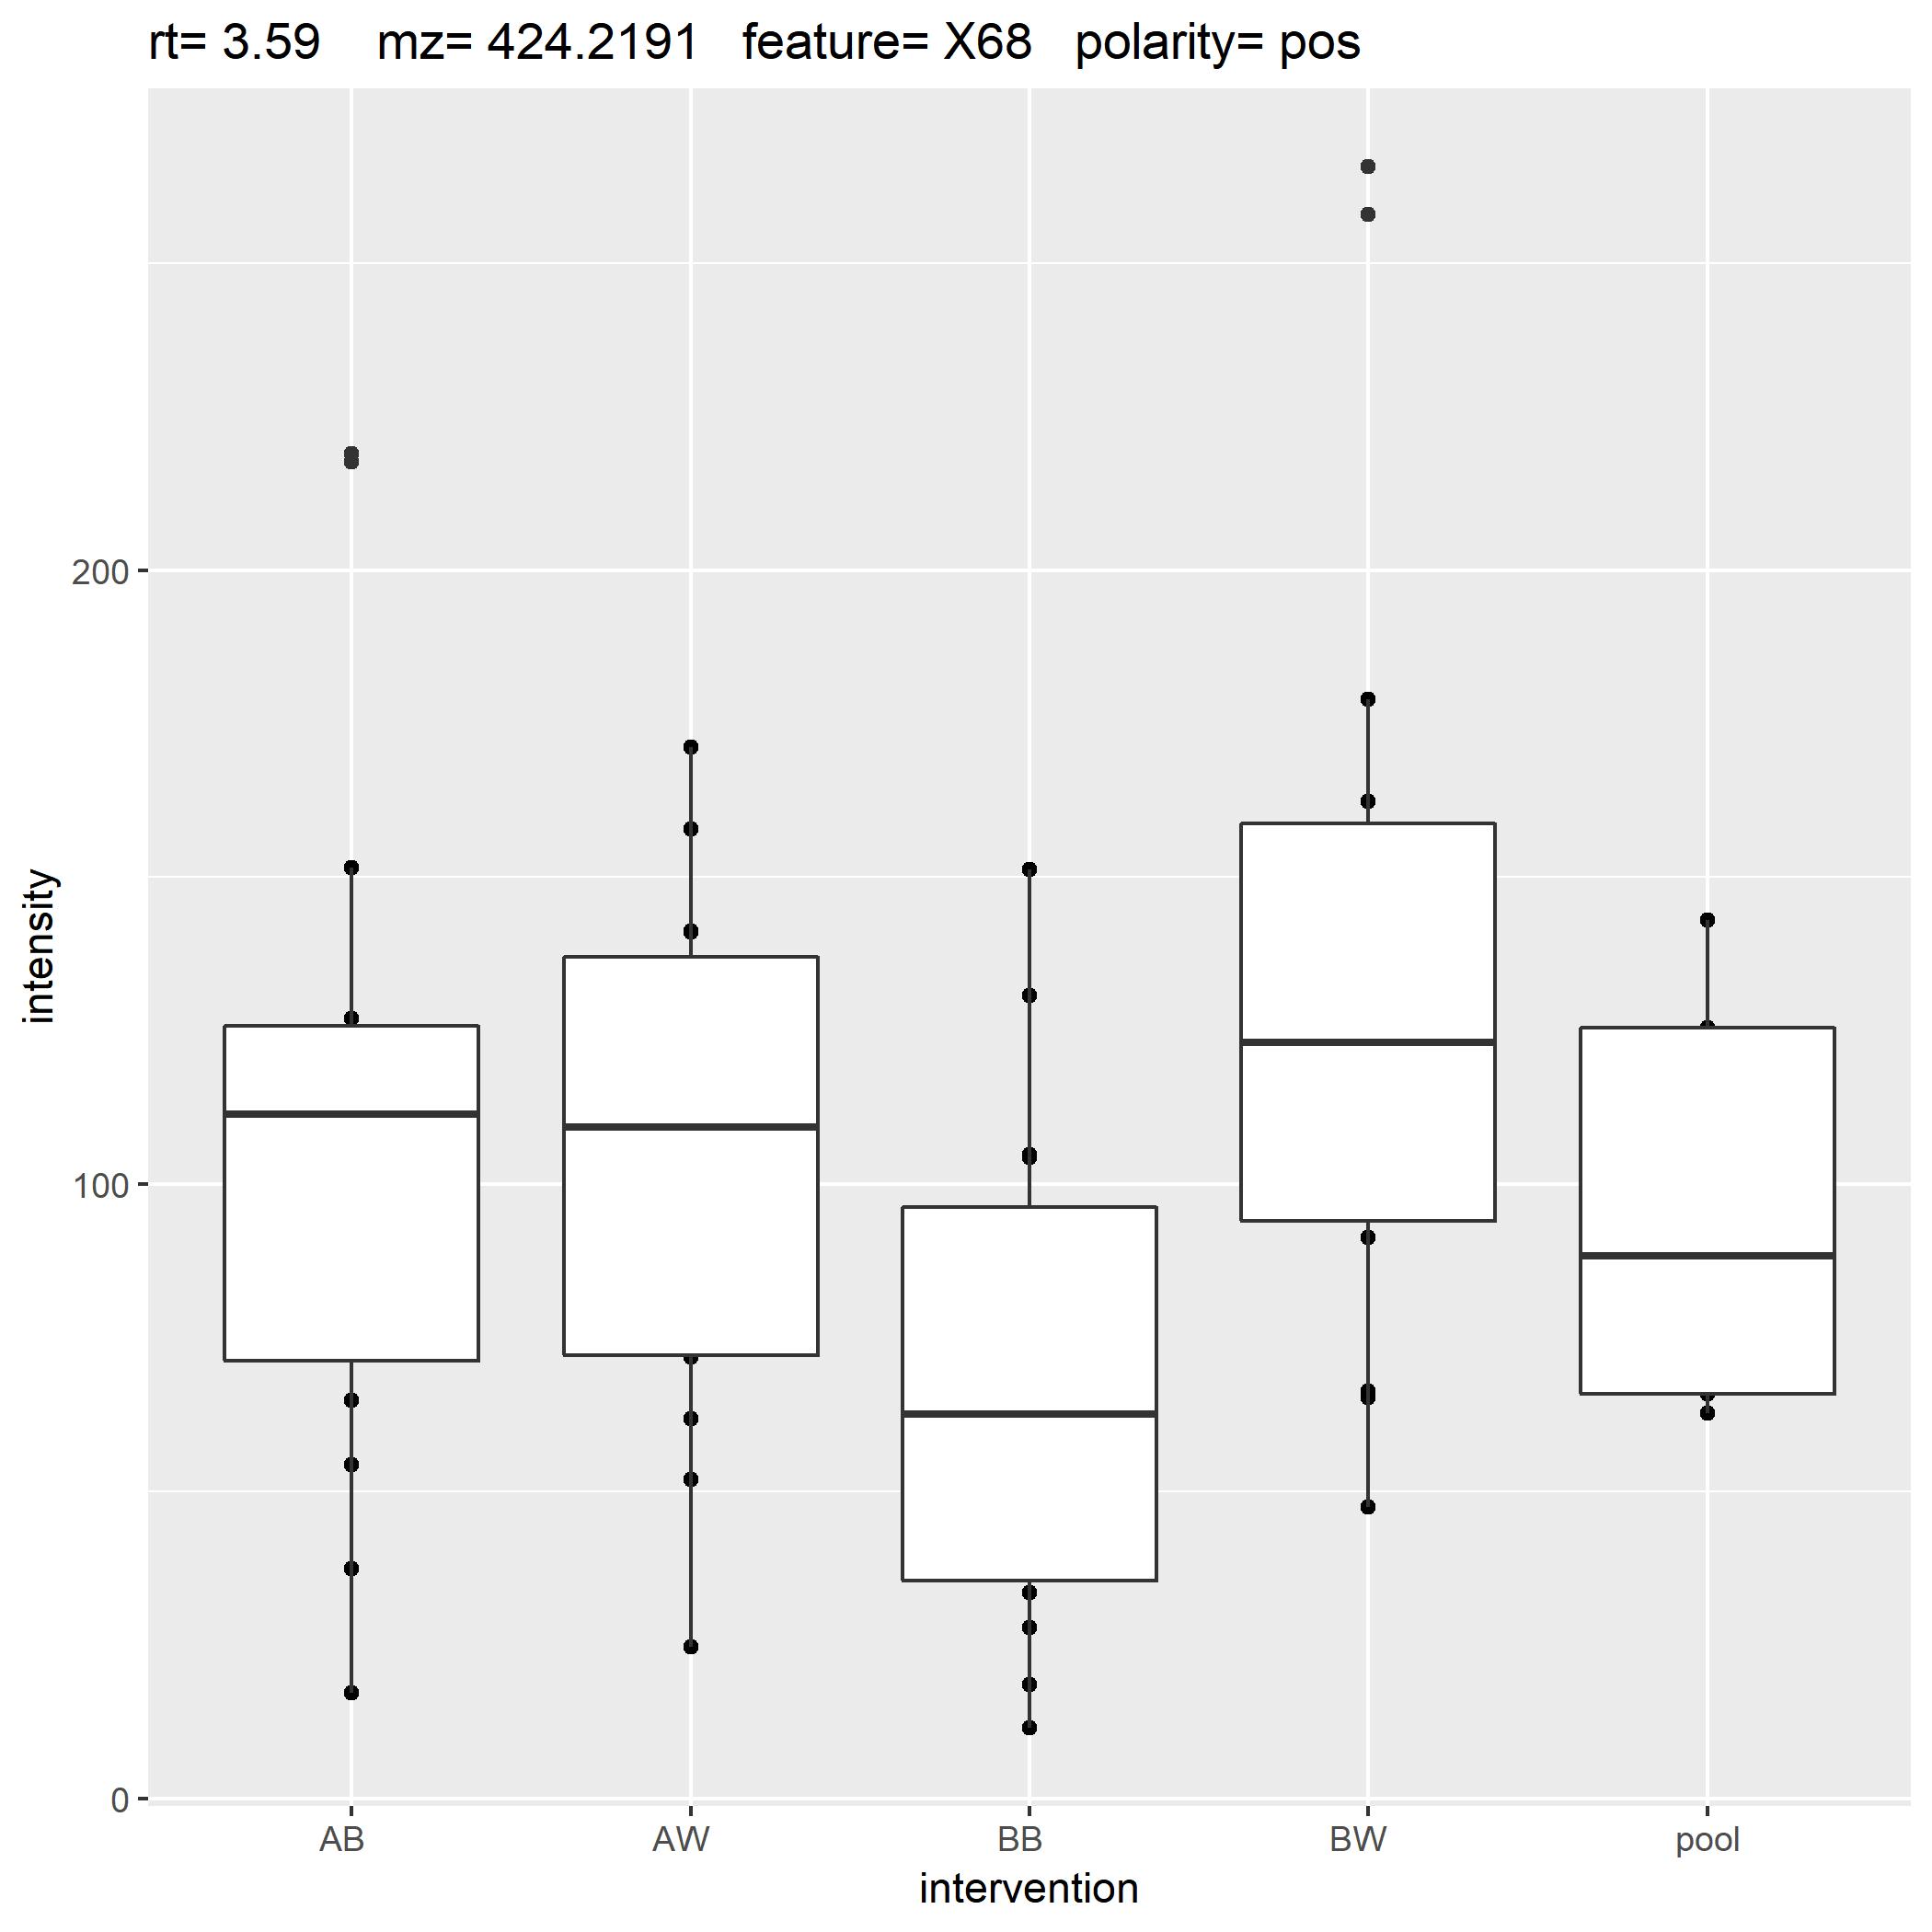 rt= 3.59    mz= 424.2191   feature= X68   polarity= pos
intensity
200
100
0
AB
AW
BB
BW
pool
intervention